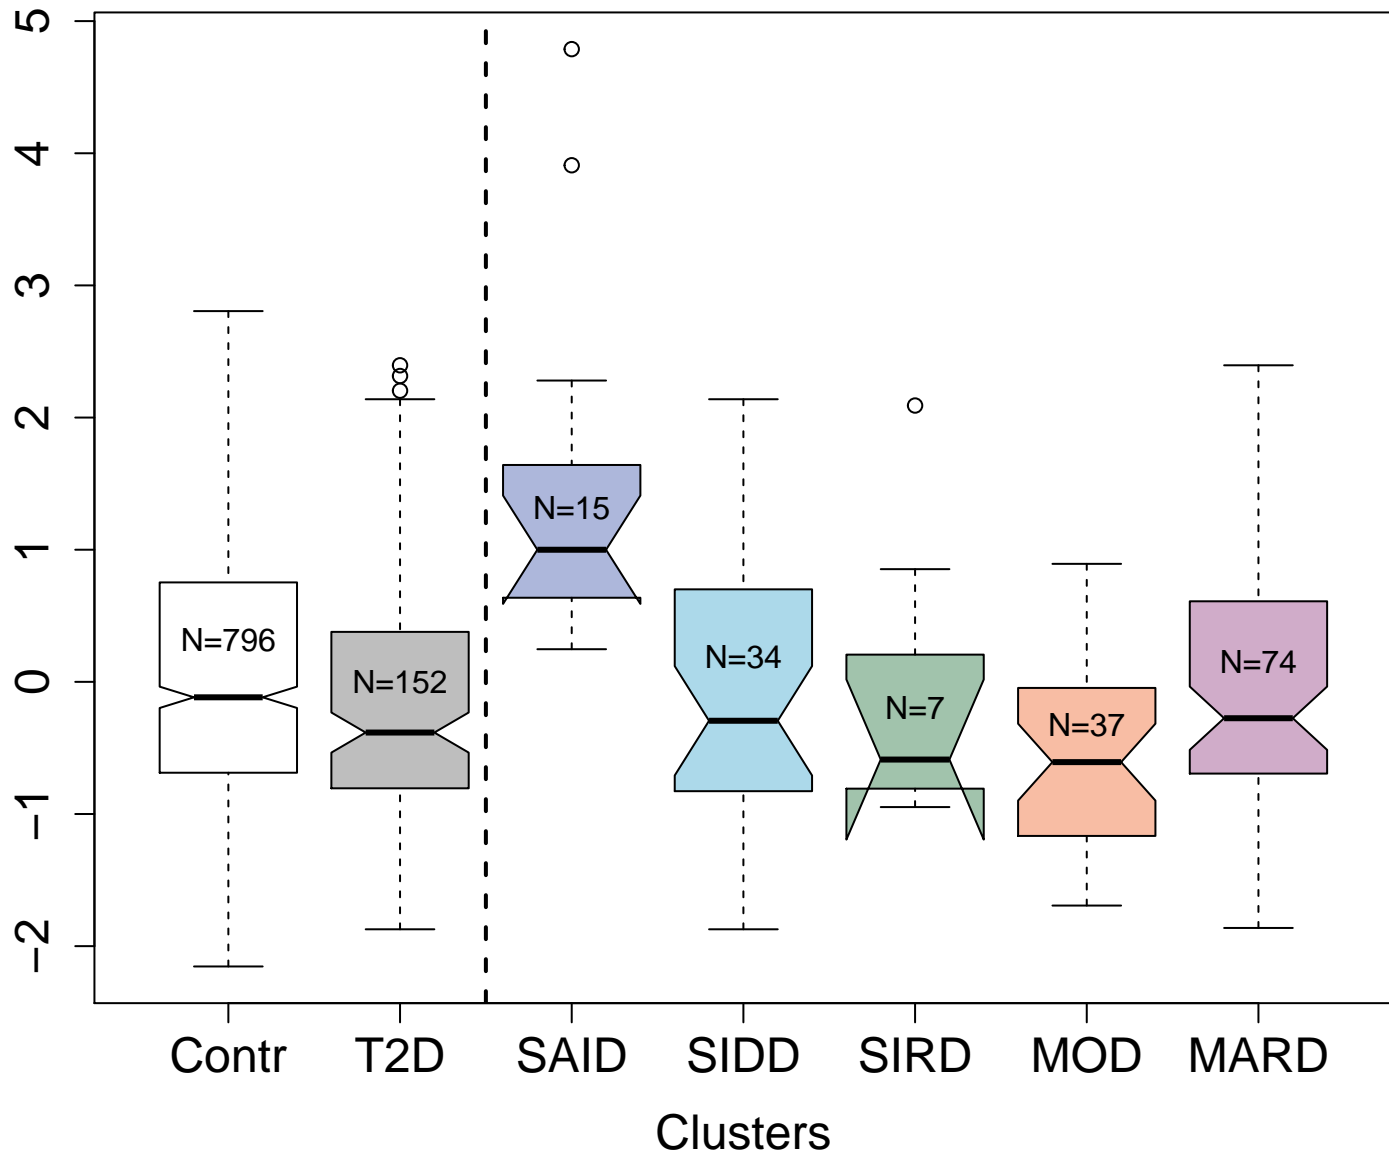 5
4
3
2
1
0
−1
−2
N=796
N=152
N=15
N=34
N=7
N=37
N=74
Contr T2D SAID SIDD SIRD MOD MARD
Clusters